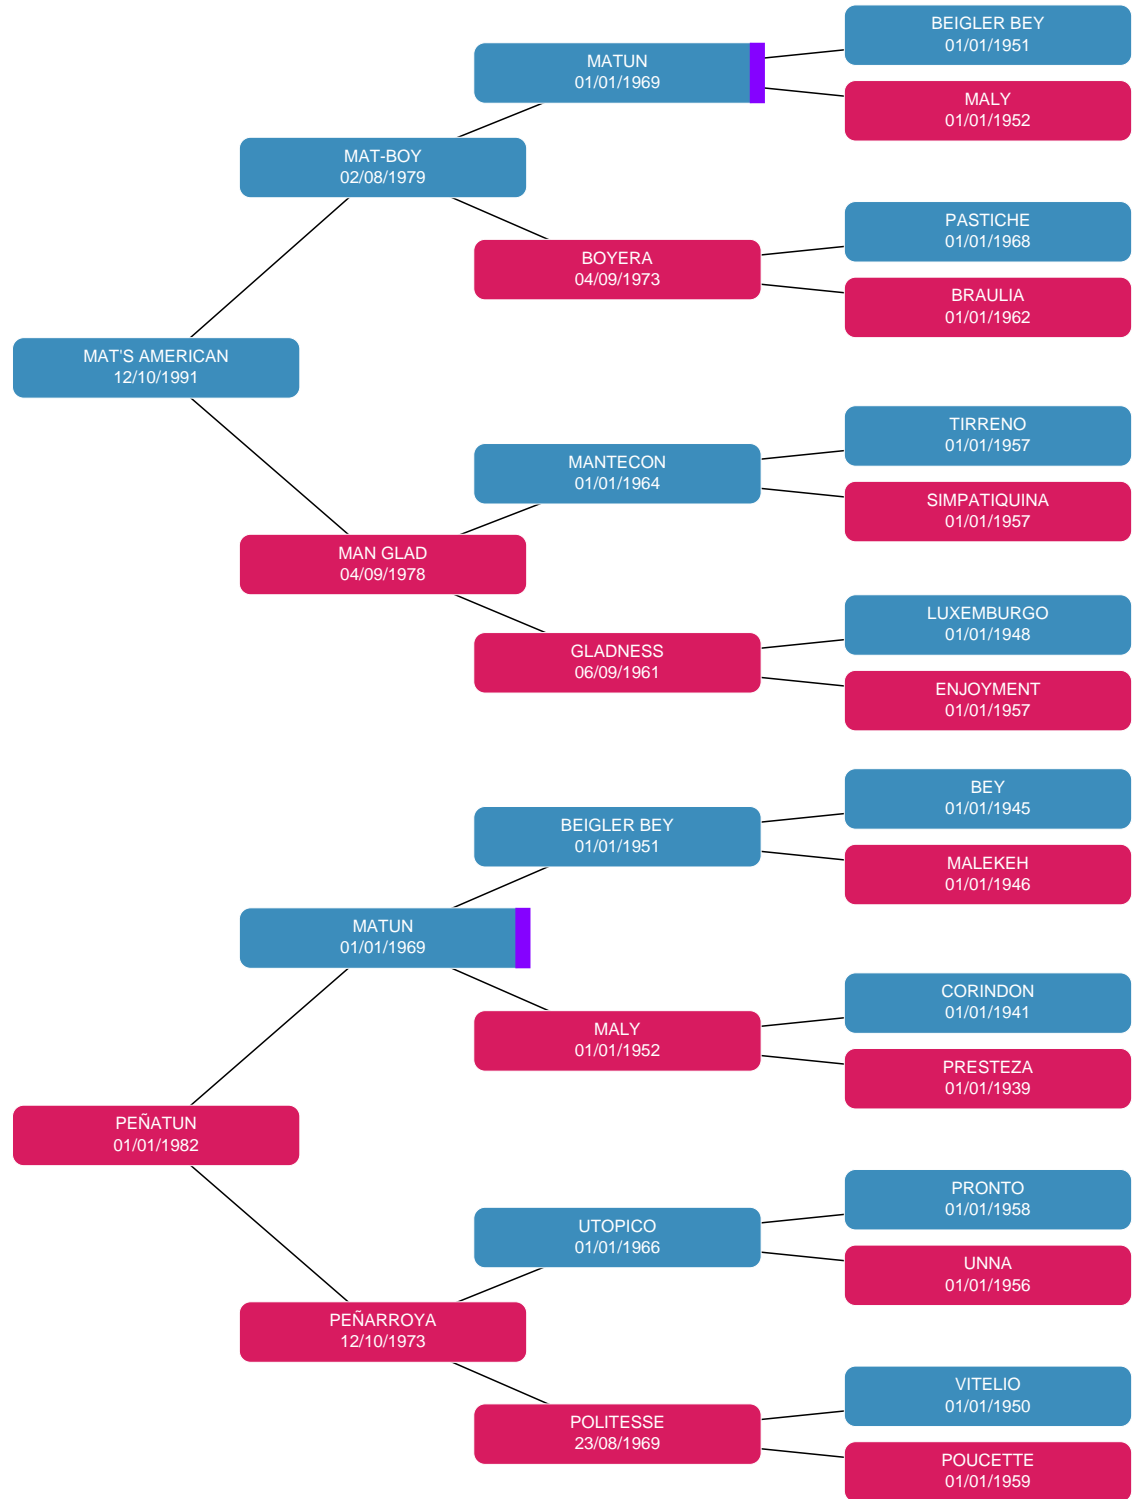 BEIGLER BEY
01/01/1951
MATUN
01/01/1969
MALY
01/01/1952
MAT-BOY
02/08/1979
PASTICHE
01/01/1968
BOYERA
04/09/1973
BRAULIA
01/01/1962
MAT'S AMERICAN
12/10/1991
TIRRENO
01/01/1957
MANTECON
01/01/1964
SIMPATIQUINA
01/01/1957
MAN GLAD
04/09/1978
LUXEMBURGO
01/01/1948
GLADNESS
06/09/1961
ENJOYMENT
01/01/1957
BEY
01/01/1945
BEIGLER BEY
01/01/1951
MALEKEH
01/01/1946
MATUN
01/01/1969
CORINDON
01/01/1941
MALY
01/01/1952
PRESTEZA
01/01/1939
PEÑATUN
01/01/1982
PRONTO
01/01/1958
UTOPICO
01/01/1966
UNNA
01/01/1956
PEÑARROYA
12/10/1973
VITELIO
01/01/1950
POLITESSE
23/08/1969
POUCETTE
01/01/1959